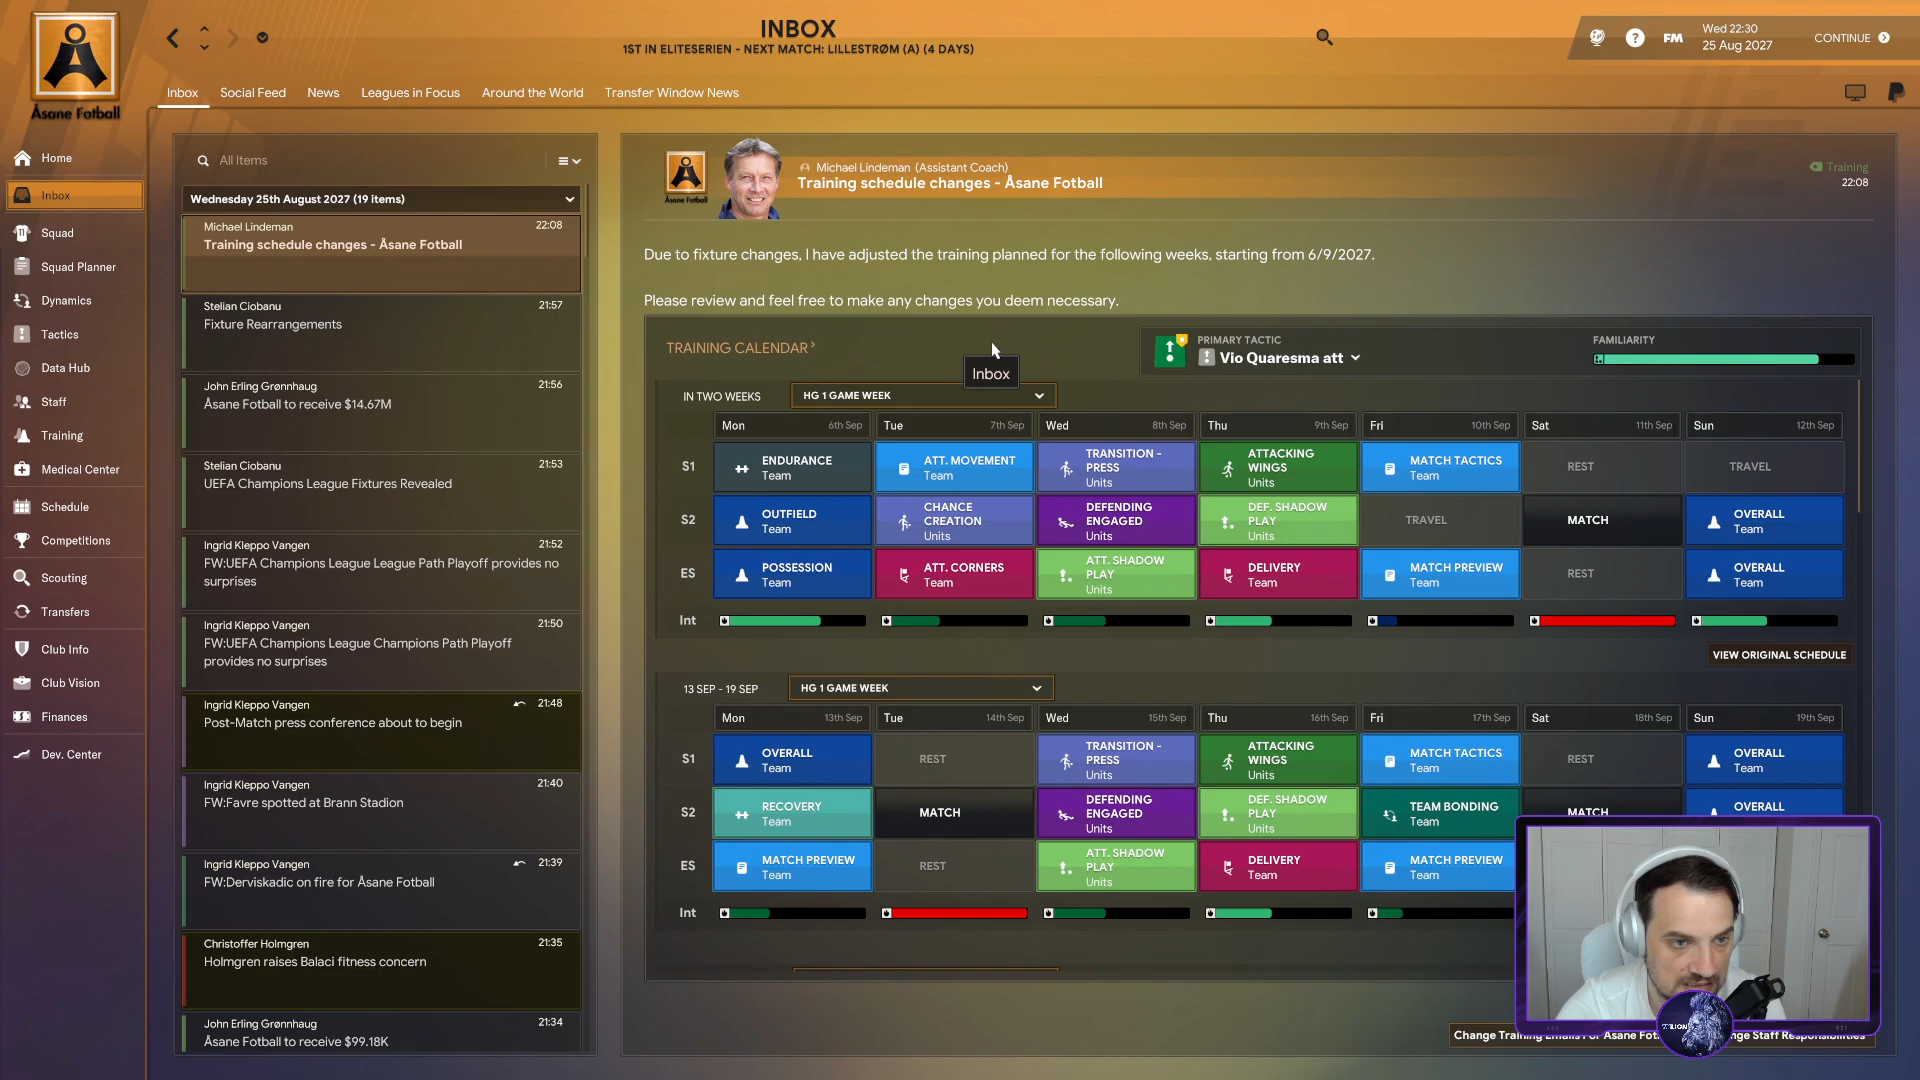 INBOX
1ST IN ELITESERIEN - NEXT MATCH: LILLESTRØM (A) (4 DAYS)
FM
Wed 22:30
25 Aug 2027
CONTINUE
Åsane Fotball
Inbox
Social Feed
News
Leagues in Focus
Around the World
Transfer Window News
Home
Inbox
Squad
Squad Planner
Dynamics
Tactics
Data Hub
Staff
Training
Medical Center
Schedule
Competitions
Scouting
Transfers
Club Info
Club Vision
Finances
Dev. Center
All Items
Wednesday 25th August 2027 (19 items)
Michael Lindeman 22:08
Training schedule changes - Åsane Fotball
Stelian Ciobanu 21:57
Fixture Rearrangements
John Erling Grønnhaug 21:56
Åsane Fotball to receive $14.67M
Stelian Ciobanu 21:53
UEFA Champions League Fixtures Revealed
Ingrid Kleppo Vangen 21:52
FW:UEFA Champions League League Path Playoff provides no
surprises
Ingrid Kleppo Vangen 21:50
FW:UEFA Champions League Champions Path Playoff
provides no surprises
Ingrid Kleppo Vangen 21:48
Post-Match press conference about to begin
Ingrid Kleppo Vangen 21:40
FW:Favre spotted at Brann Stadion
Ingrid Kleppo Vangen 21:39
FW:Derviskadic on fire for Åsane Fotball
Christoffer Holmgren 21:35
Holmgren raises Balaci fitness concern
John Erling Grønnhaug 21:34
Åsane Fotball to receive $99.18K
Åsane Fotball
Michael Lindeman (Assistant Coach)
Training schedule changes - Åsane Fotball
Training
22:08
Due to fixture changes, I have adjusted the training planned for the following weeks, starting from 6/9/2027.
Please review and feel free to make any changes you deem necessary.
TRAINING CALENDAR
Inbox
PRIMARY TACTIC
Vio Quaresma att
FAMILIARITY
IN TWO WEEKS HG 1 GAME WEEK
Mon 6th Sep Tue 7th Sep Wed 8th Sep Thu 9th Sep Fri 10th Sep Sat 11th Sep Sun 12th Sep
S1 ENDURANCE Team ATT. MOVEMENT Team TRANSITION - PRESS Units ATTACKING WINGS Units MATCH TACTICS Team REST TRAVEL
S2 OUTFIELD Team CHANCE CREATION Units DEFENDING ENGAGED Units DEF. SHADOW PLAY Units TRAVEL MATCH OVERALL Team
ES POSSESSION Team ATT. CORNERS Team ATT. SHADOW PLAY Units DELIVERY Team MATCH PREVIEW Team REST OVERALL Team
Int
VIEW ORIGINAL SCHEDULE
13 SEP - 19 SEP HG 1 GAME WEEK
Mon 13th Sep Tue 14th Sep Wed 15th Sep Thu 16th Sep Fri 17th Sep Sat 18th Sep Sun 19th Sep
S1 OVERALL Team REST TRANSITION - PRESS Units ATTACKING WINGS Units MATCH TACTICS Team REST OVERALL Team
S2 RECOVERY Team MATCH DEFENDING ENGAGED Units DEF. SHADOW PLAY Units TEAM BONDING Team MATCH OVERALL
ES MATCH PREVIEW Team REST ATT. SHADOW PLAY Units DELIVERY Team MATCH PREVIEW Team
Int
Change Training Emails For Åsane Staff Responsibilities